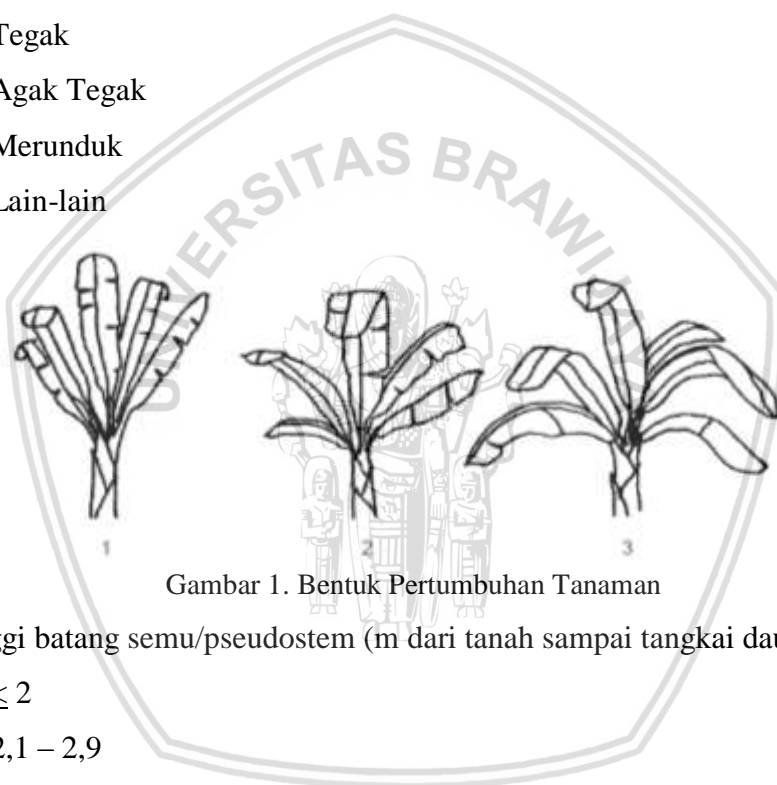 Tegak
Agak Tegak
Merunduk
Lain-lain
UNIVERSITAS BRAWIJAYA
1 2 3
Gambar 1. Bentuk Pertumbuhan Tanaman
ggi batang semu/pseudostem (m dari tanah sampai tangkai dau
≤ 2
2,1 – 2,9